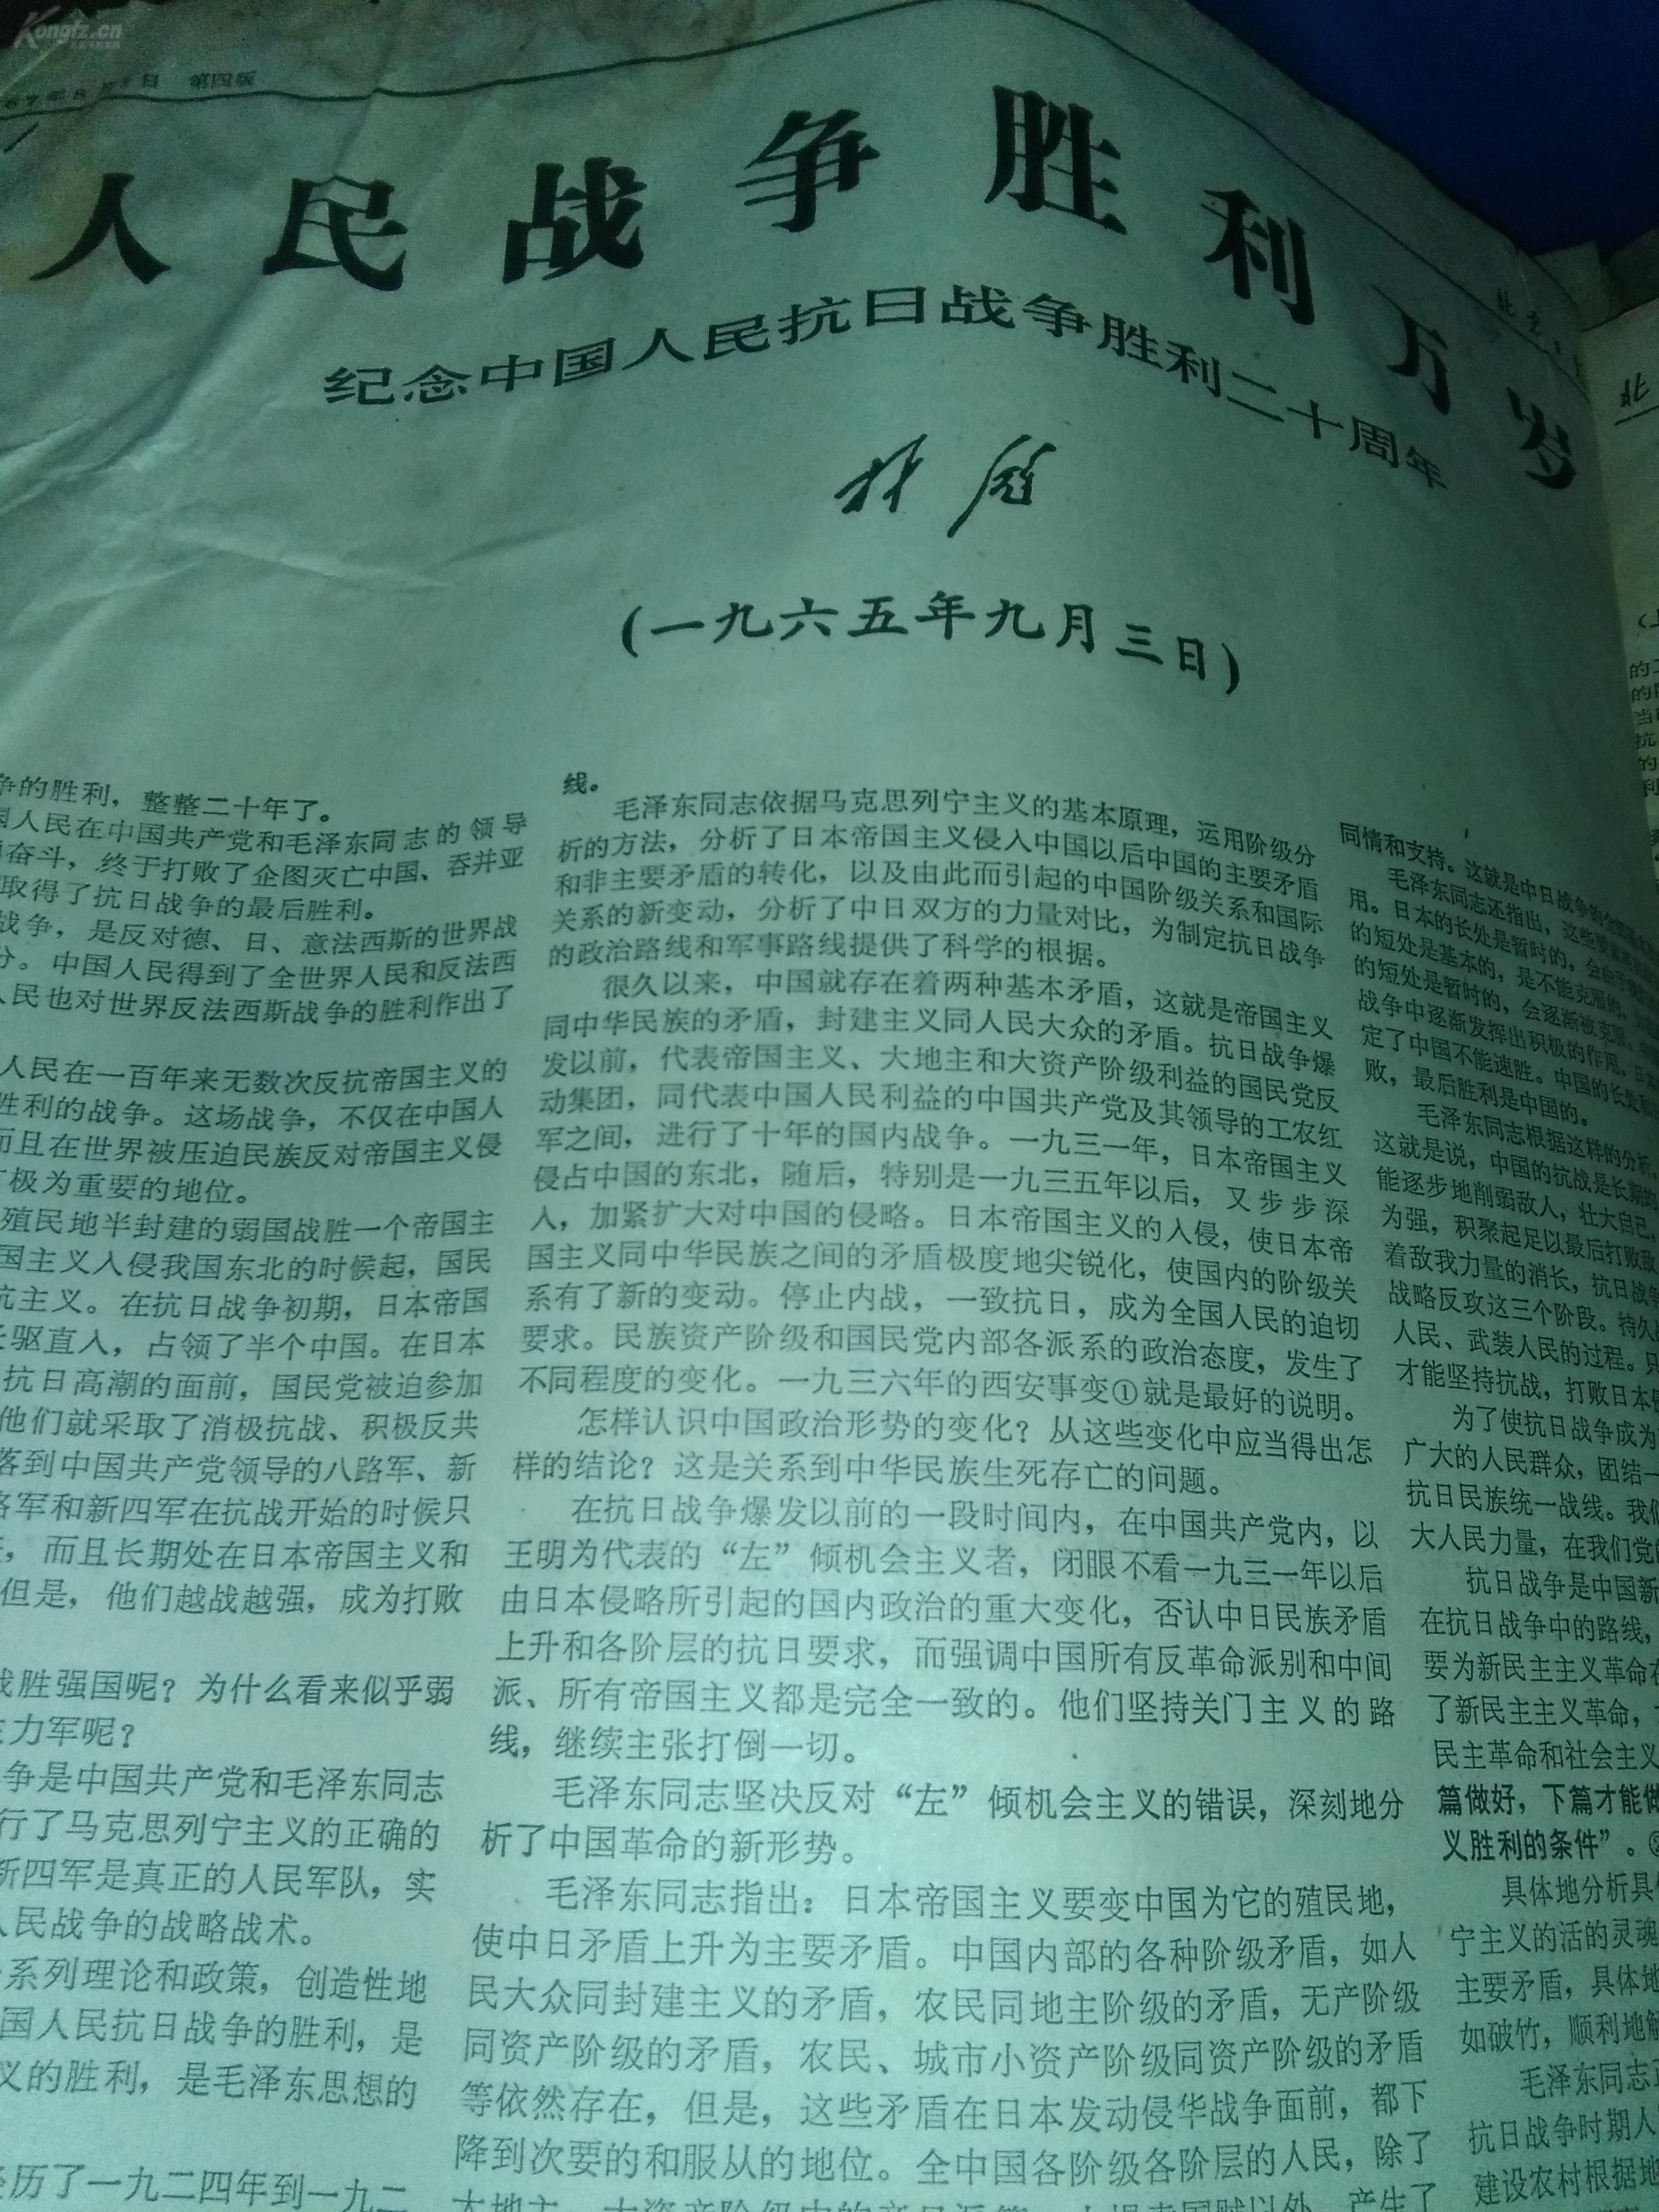 Kongfz.cn
日 第四版
人民战争胜利万岁
纪念中国人民抗日战争胜利二十周年
林彪
(一九六五年九月三日)
争的胜利，整整二十年了。
国人民在中国共产党和毛泽东同志的领导
奋斗，终于打败了企图灭亡中国、吞并亚
取得了抗日战争的最后胜利。
战争，是反对德、日、意法西斯的世界战
分。中国人民得到了全世界人民和反法西
人民也对世界反法西斯战争的胜利作出了
人民在一百年来无数次反抗帝国主义的
胜利的战争。这场战争，不仅在中国人
而且在世界被压迫民族反对帝国主义侵
有极为重要的地位。
殖民地半封建的弱国战胜一个帝国主
国主义入侵我国东北的时候起，国民
抗主义。在抗日战争初期，日本帝国
长驱直入，占领了半个中国。在日本
抗日高潮的面前，国民党被迫参加
他们就采取了消极抗战、积极反共
落到中国共产党领导的八路军、新
路军和新四军在抗战开始的时候只
，而且长期处在日本帝国主义和
但是，他们越战越强，成为打败
战胜强国呢？为什么看来似乎弱
主力军呢？
争是中国共产党和毛泽东同志
行了马克思列宁主义的正确的
新四军是真正的人民军队，实
人民战争的战略战术。
系列理论和政策，创造性地
国人民抗日战争的胜利，是
义的胜利，是毛泽东思想的
经历了一九二四年到一九二
线。
毛泽东同志依据马克思列宁主义的基本原理，运用阶级分
析的方法，分析了日本帝国主义侵入中国以后中国的主要矛盾
和非主要矛盾的转化，以及由此而引起的中国阶级关系和国际
关系的新变动，分析了中日双方的力量对比，为制定抗日战争
的政治路线和军事路线提供了科学的根据。
很久以来，中国就存在着两种基本矛盾，这就是帝国主义
同中华民族的矛盾，封建主义同人民大众的矛盾。抗日战争爆
发以前，代表帝国主义、大地主和大资产阶级利益的国民党反
动集团，同代表中国人民利益的中国共产党及其领导的工农红
军之间，进行了十年的国内战争。一九三一年，日本帝国主义
侵占中国的东北，随后，特别是一九三五年以后，又步步深
入，加紧扩大对中国的侵略。日本帝国主义的入侵，使日本帝
国主义同中华民族之间的矛盾极度地尖锐化，使国内的阶级关
系有了新的变动。停止内战，一致抗日，成为全国人民的迫切
要求。民族资产阶级和国民党内部各派系的政治态度，发生了
不同程度的变化。一九三六年的西安事变①就是最好的说明。
怎样认识中国政治形势的变化？从这些变化中应当得出怎
样的结论？这是关系到中华民族生死存亡的问题。
在抗日战争爆发以前的一段时间内，在中国共产党内，以
王明为代表的“左”倾机会主义者，闭眼不看一九三一年以后
由日本侵略所引起的国内政治的重大变化，否认中日民族矛盾
上升和各阶层的抗日要求，而强调中国所有反革命派别和中间
派、所有帝国主义都是完全一致的。他们坚持关门主义的路
线，继续主张打倒一切。
毛泽东同志坚决反对“左”倾机会主义的错误，深刻地分
析了中国革命的新形势。
毛泽东同志指出：日本帝国主义要变中国为它的殖民地，
使中日矛盾上升为主要矛盾。中国内部的各种阶级矛盾，如人
民大众同封建主义的矛盾，农民同地主阶级的矛盾，无产阶级
同资产阶级的矛盾，农民、城市小资产阶级同资产阶级的矛盾
等依然存在，但是，这些矛盾在日本发动侵华战争面前，都下
降到次要的和服从的地位。全中国各阶级各阶层的人民，除了
同情和支持。这就是中日战争的全部基本
毛泽东同志还指出，这些要素
用。日本的长处是暂时的，会由于我
的短处是基本的，是不能克服的，
的短处是暂时的，会逐渐被克服。
战争中逐渐发挥出积极的作用。日本
定了中国不能速胜。中国的长处和
败，最后胜利是中国的。
毛泽东同志根据这样的分析，
这就是说，中国的抗战是长期的
能逐步地削弱敌人，壮大自己，
为强，积聚起足以最后打败敌
着敌我力量的消长，抗日战争
战略反攻这三个阶段。持久
人民、武装人民的过程。只
才能坚持抗战，打败日本
为了使抗日战争成为
广大的人民群众，团结一
抗日民族统一战线。我们
大人民力量，在我们党
抗日战争是中国新
在抗日战争中的路线，
要为新民主主义革命在
了新民主主义革命，
民主革命和社会主义
篇做好，下篇才能做
义胜利的条件”。②
具体地分析具
宁主义的活的灵魂
主要矛盾，具体地
如破竹，顺利地解
毛泽东同志
抗日战争时期人
建设农村根据地